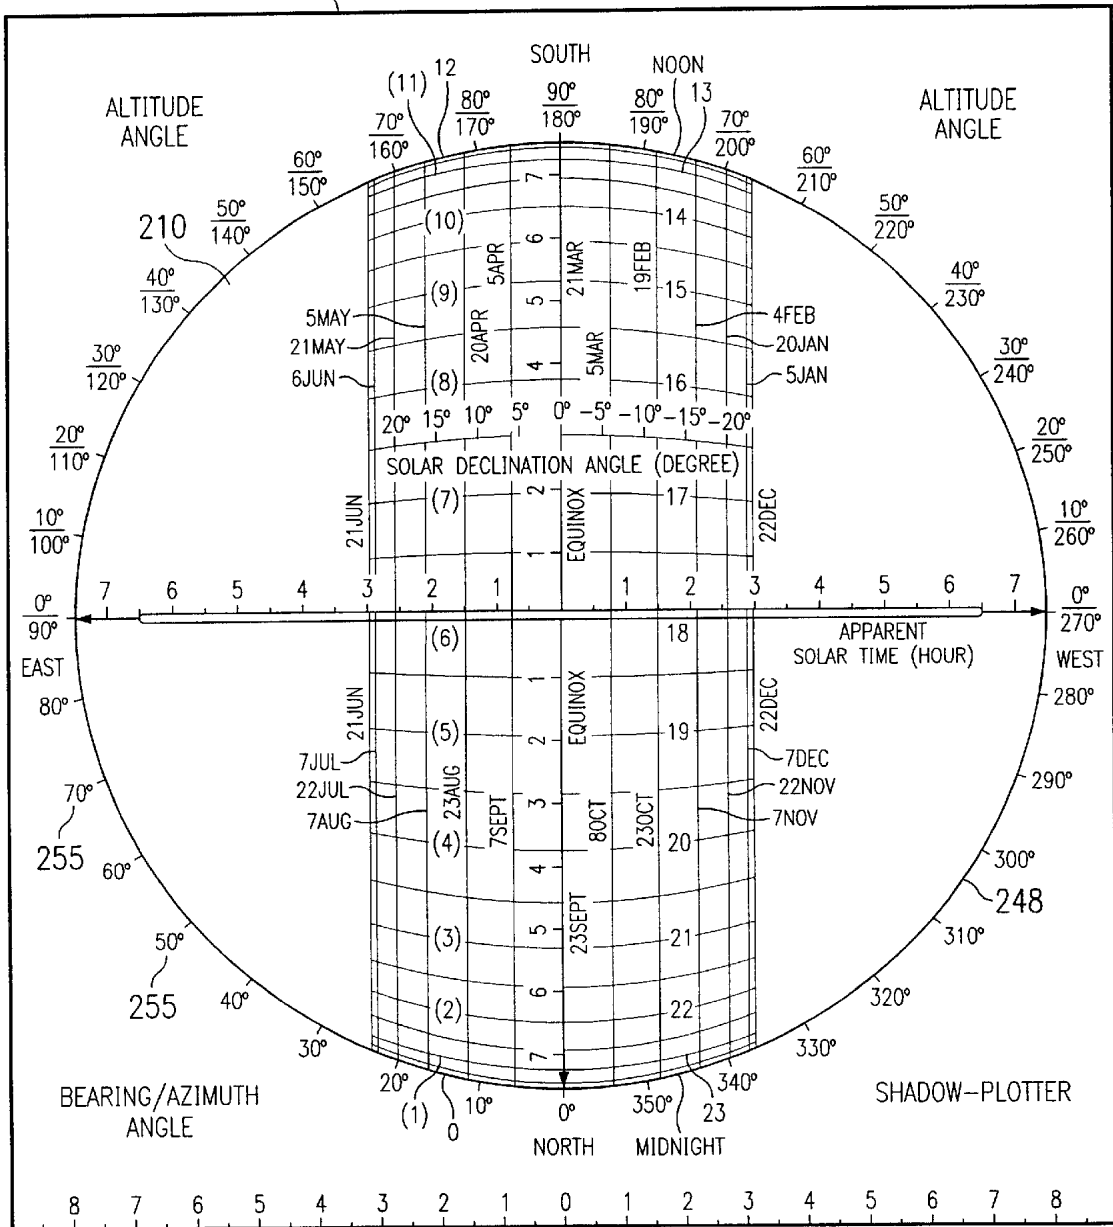 SOUTH
ALTITUDE ANGLE
ALTITUDE ANGLE
(11) 12
NOON 13
90°/180°
80°/170° 80°/190°
70°/160° 70°/200°
60°/150° 60°/210°
50°/140° 50°/220°
210
40°/130° 40°/230°
30°/120° 30°/240°
20°/110° 20°/250°
10°/100° 10°/260°
7
(10) 14
6
5APR 21MAR 19FEB
(9) 15
5
5MAY 4FEB
21MAY 20APR 5MAR 20JAN
4
6JUN (8) 16 5JAN
20° 15° 10° 5° 0° -5° -10° -15° -20°
SOLAR DECLINATION ANGLE (DEGREE)
21JUN (7) 2 EQUINOX 17 22DEC
1
7 6 5 4 3 2 1 1 2 3 4 5 6 7
0°/90° 0°/270°
EAST (6) 18 APPARENT SOLAR TIME (HOUR) WEST
80° 280°
21JUN 1 EQUINOX 22DEC
(5) 2 19
7JUL 7DEC
22JUL 23AUG 3 22NOV
7AUG 7SEPT 8OCT 23OCT 7NOV
70° 290°
255
(4) 20
60° 300°
4
248
23SEPT
50° 310°
(3) 5 21
255
40° 320°
6
(2) 22
30° 330°
7
20° 340°
(1) 0 10° 0° 350° 23
BEARING/AZIMUTH ANGLE
NORTH MIDNIGHT
SHADOW-PLOTTER
8 7 6 5 4 3 2 1 0 1 2 3 4 5 6 7 8